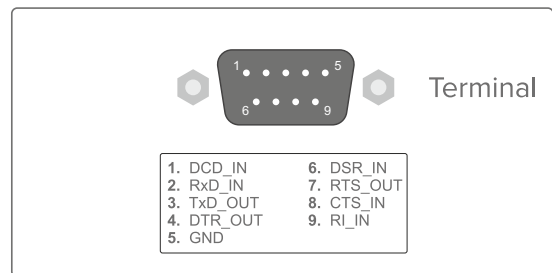 1 5
Terminal
6 9
1. DCD_IN
2. RxD_IN
3. TxD_OUT
4. DTR_OUT
5. GND
6. DSR_IN
7. RTS_OUT
8. CTS_IN
9. RI_IN